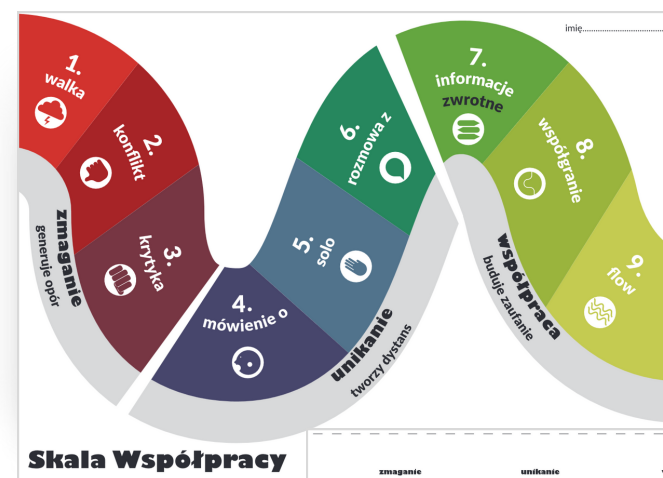 imię
1.
walka
2.
konflikt
3.
krytyka
zmaganie
generuje opór
4.
mówienie o
5.
solo
6.
rozmowa z
unikanie
tworzy dystans
7.
informacje
zwrotne
8.
współgranie
9.
flow
współpraca
buduje zaufanie
Skala Współpracy
zmaganie
unikanie